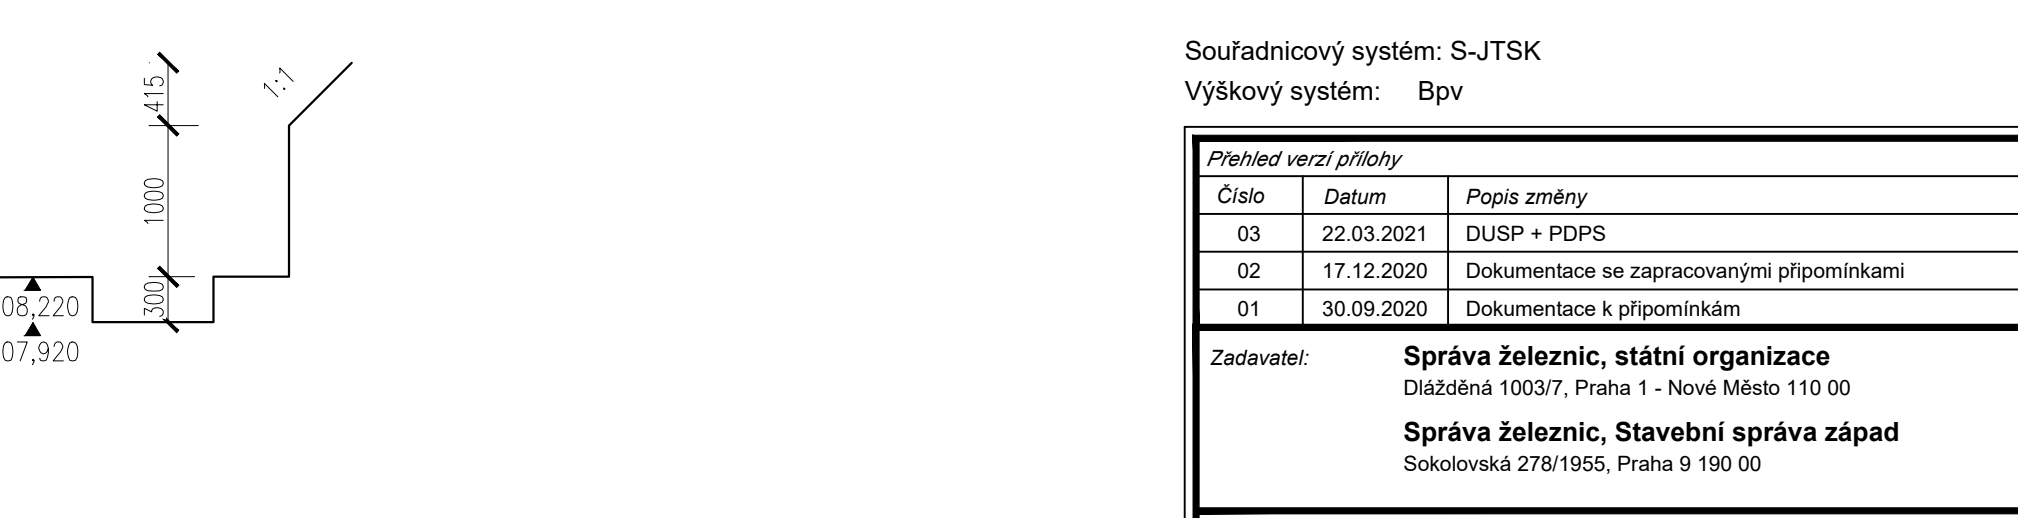 415
1:1
1000
300
08,220
07,920
Souřadnicový systém: S-JTSK
Výškový systém: Bpv
Přehled verzí přílohy
Číslo Datum Popis změny
03 22.03.2021 DUSP + PDPS
02 17.12.2020 Dokumentace se zapracovanými připomínkami
01 30.09.2020 Dokumentace k připomínkám
Zadavatel: Správa železnic, státní organizace
Dlážděná 1003/7, Praha 1 - Nové Město 110 00
Správa železnic, Stavební správa západ
Sokolovská 278/1955, Praha 9 190 00